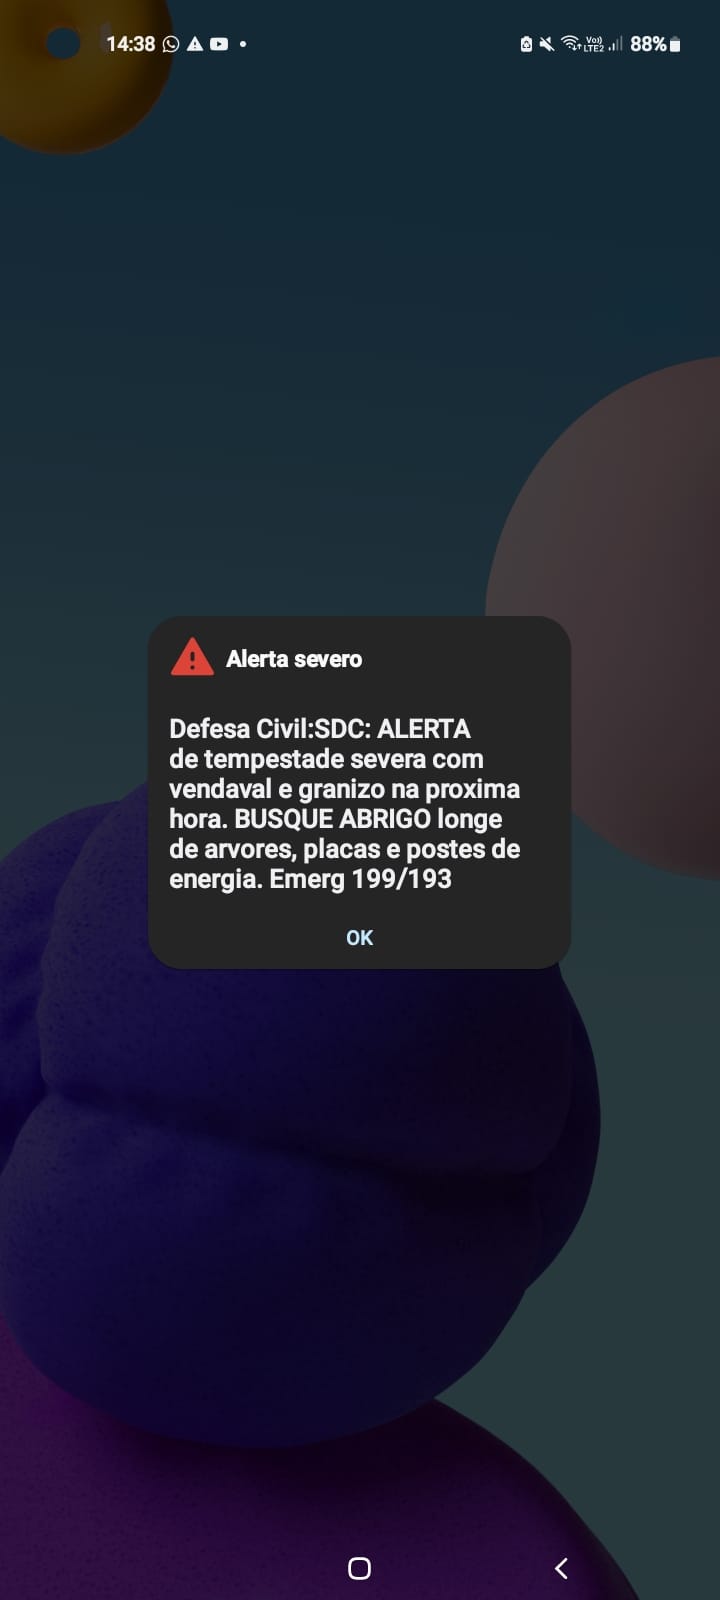 14:38
Vo)) LTE2
88%
Alerta severo
Defesa Civil:SDC: ALERTA
de tempestade severa com
vendaval e granizo na proxima
hora. BUSQUE ABRIGO longe
de arvores, placas e postes de
energia. Emerg 199/193
OK